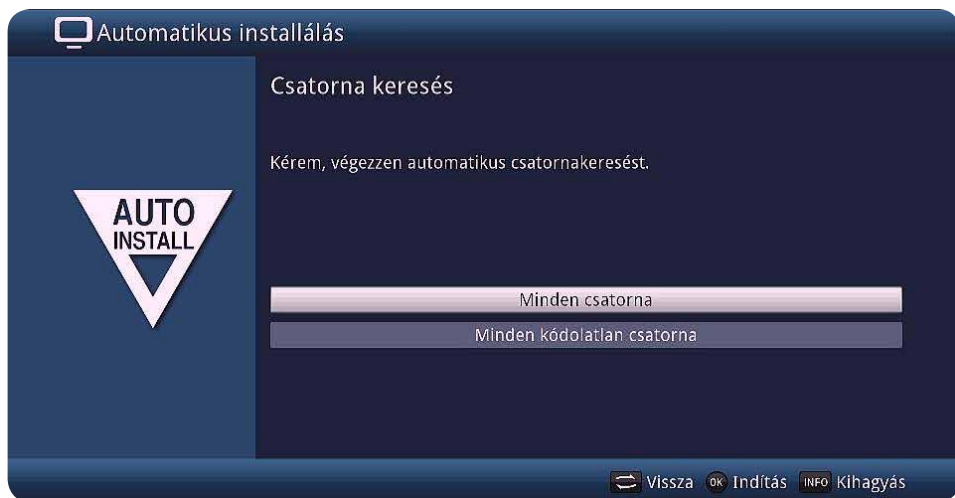 Automatikus installálás
Csatorna keresés
Kérem, végezzen automatikus csatornakeresést.
AUTO
INSTALL
Minden csatorna
Minden kódolatlan csatorna
Vissza OK Indítás INFO Kihagyás